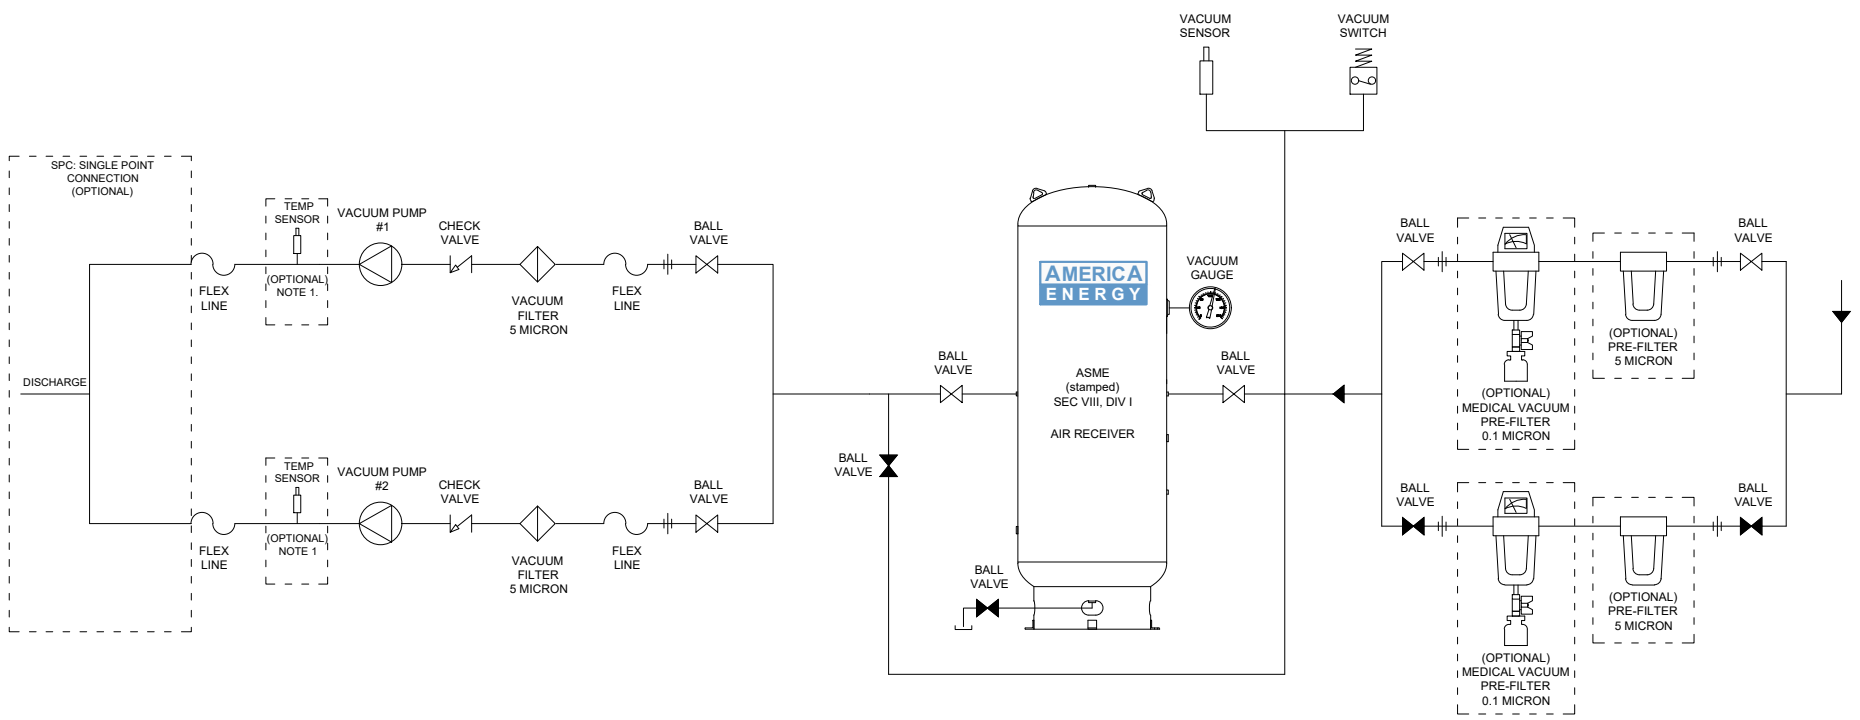 VACUUM
SENSOR
VACUUM
SWITCH
SPC: SINGLE POINT
CONNECTION
(OPTIONAL)
TEMP
SENSOR
(OPTIONAL)
NOTE 1.
VACUUM PUMP
#1
CHECK
VALVE
BALL
VALVE
FLEX
LINE
VACUUM
FILTER
5 MICRON
FLEX
LINE
DISCHARGE
TEMP
SENSOR
(OPTIONAL)
NOTE 1
VACUUM PUMP
#2
CHECK
VALVE
BALL
VALVE
FLEX
LINE
VACUUM
FILTER
5 MICRON
FLEX
LINE
BALL
VALVE
BALL
VALVE
BALL
VALVE
AMERICA
ENERGY
ASME
(stamped)
SEC VIII, DIV I
AIR RECEIVER
VACUUM
GAUGE
BALL
VALVE
BALL
VALVE
BALL
VALVE
(OPTIONAL)
PRE-FILTER
5 MICRON
(OPTIONAL)
MEDICAL VACUUM
PRE-FILTER
0.1 MICRON
BALL
VALVE
BALL
VALVE
(OPTIONAL)
PRE-FILTER
5 MICRON
(OPTIONAL)
MEDICAL VACUUM
PRE-FILTER
0.1 MICRON